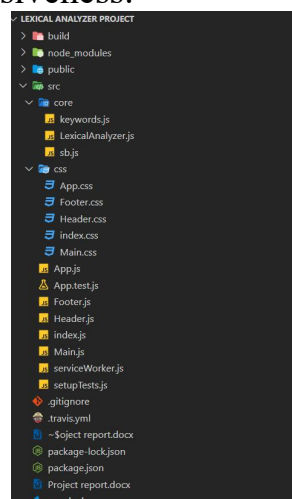 siveness.
LEXICAL ANALYZER PROJECT
build
node_modules
public
src
core
keywords.js
LexicalAnalyzer.js
sb.js
css
App.css
Footer.css
Header.css
index.css
Main.css
App.js
App.test.js
Footer.js
Header.js
index.js
Main.js
serviceWorker.js
setupTests.js
.gitignore
.travis.yml
~$oject report.docx
package-lock.json
package.json
Project report.docx